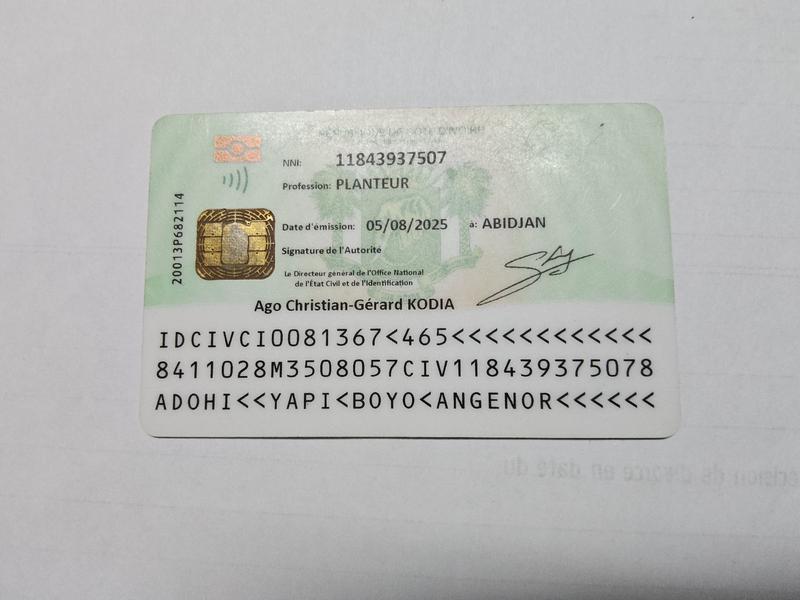 NNI: 11843937507
Profession: PLANTEUR
Date d'émission: 05/08/2025 à: ABIDJAN
Signature de l'Autorité
Le Directeur général de l'Office National
de l'État Civil et de l'Identification
Ago Christian-Gérard KODIA
20013P682114
IDCIVCI0081367<465<<<<<<<<<<<<
8411028M3508057CIV118439375078
ADOHI<<YAPI<BOYO<ANGENOR<<<<<<